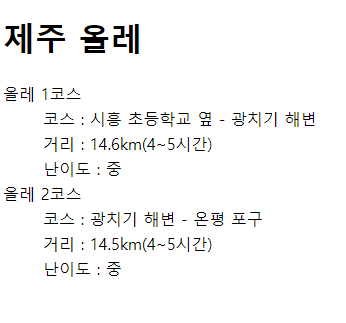 제주 올레
올레 1코스
코스 : 시흥 초등학교 옆 - 광치기 해변
거리 : 14.6km(4~5시간)
난이도 : 중
올레 2코스
코스 : 광치기 해변 - 온평 포구
거리 : 14.5km(4~5시간)
난이도 : 중